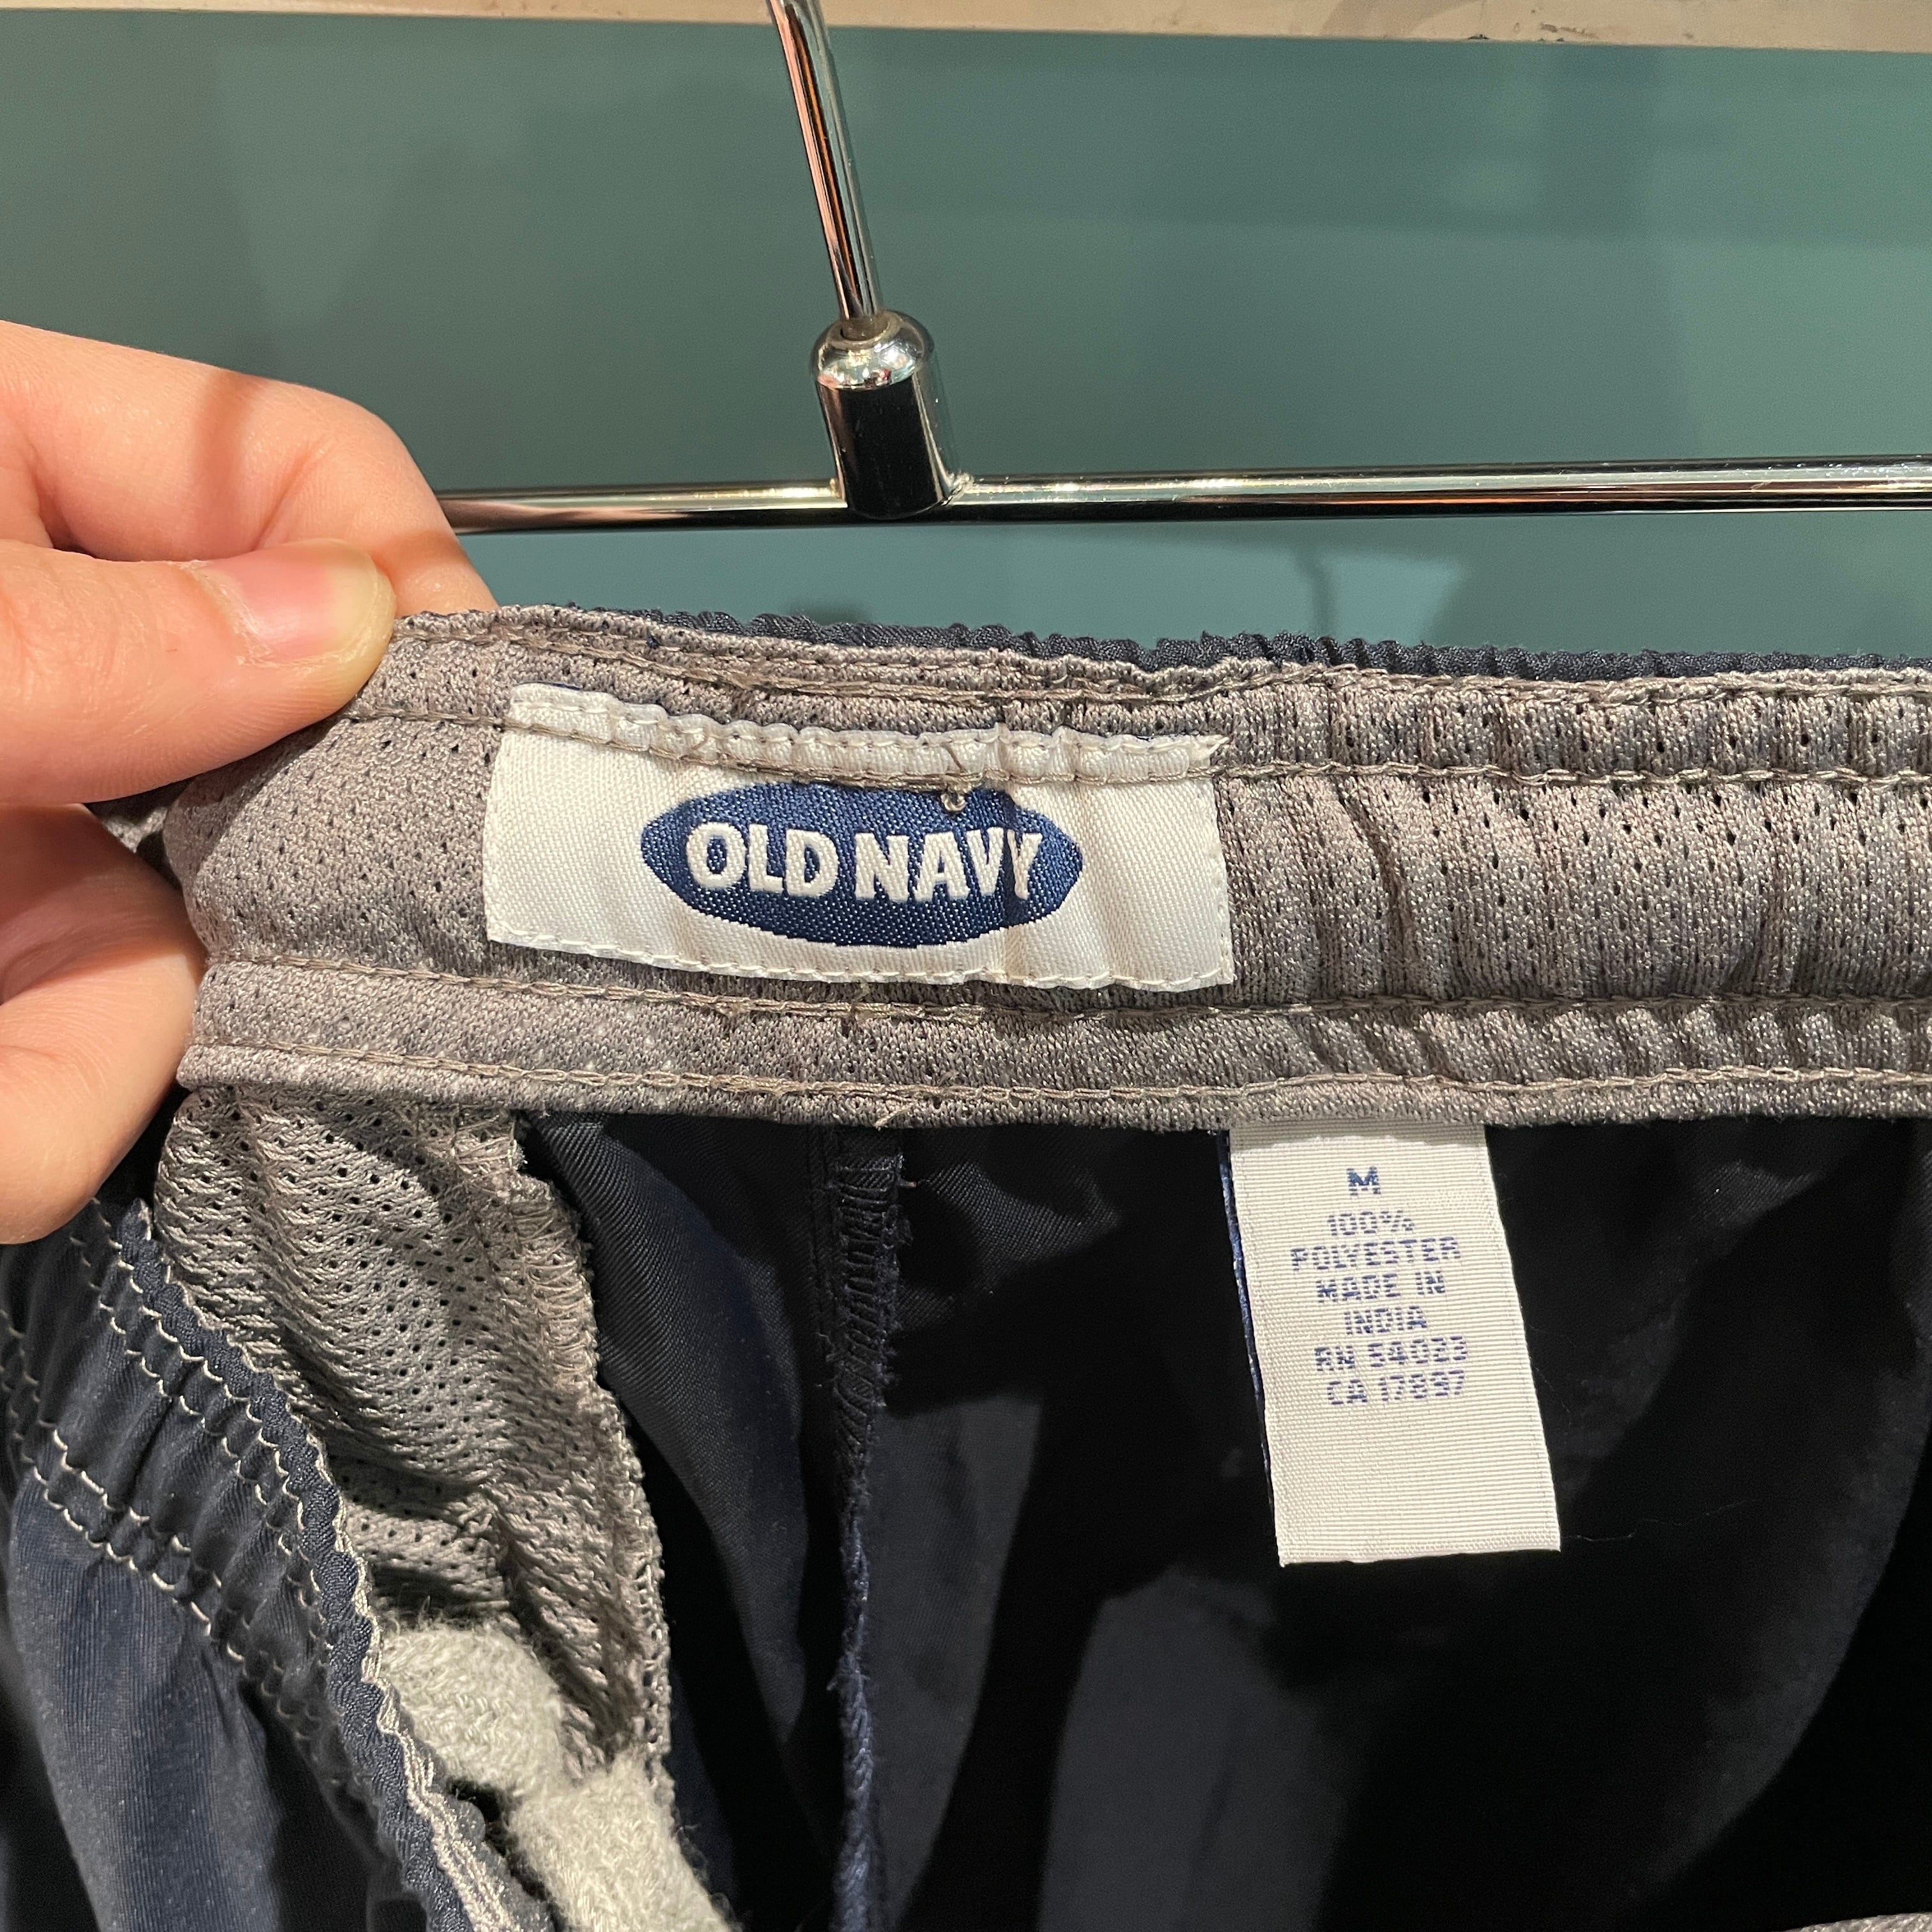 OLD NAVY
M
100%
POLYESTER
MADE IN
INDIA
RN 54023
CA 17897